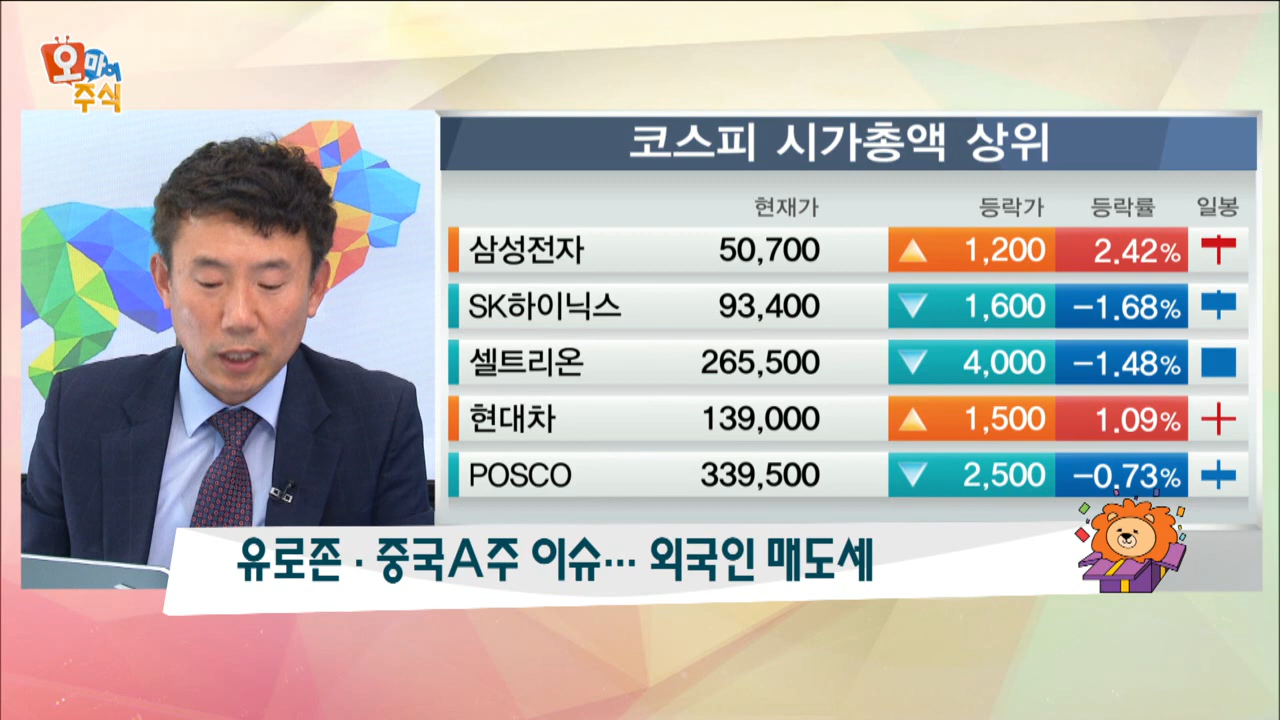 오마이
주식
코스피 시가총액 상위
현재가 등락가 등락률 일봉
삼성전자 50,700 ▲ 1,200 2.42%
SK하이닉스 93,400 ▼ 1,600 -1.68%
셀트리온 265,500 ▼ 4,000 -1.48%
현대차 139,000 ▲ 1,500 1.09%
POSCO 339,500 ▼ 2,500 -0.73%
유로존·중국A주 이슈… 외국인 매도세